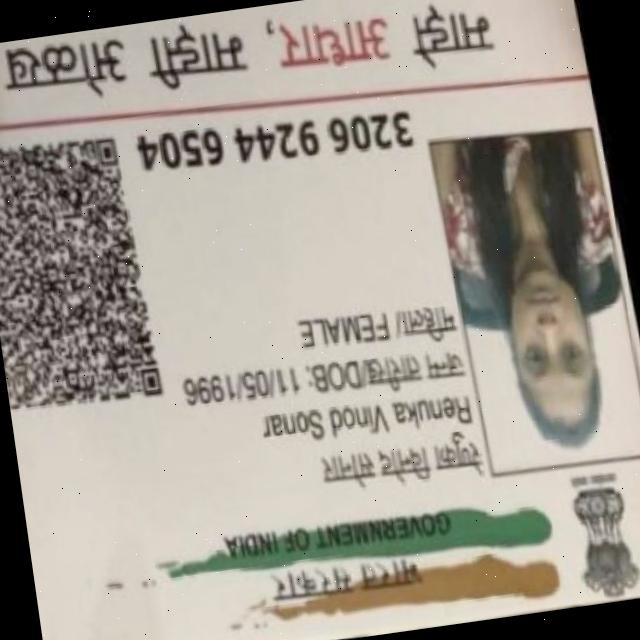 भारत सरकार
GOVERNMENT OF INDIA
रेणुका विनोद सोनार
Renuka Vinod Sonar
जन्म तारीख/DOB: 11/05/1996
महिला/ FEMALE
3206 9244 6504
माझे आधार, माझी ओळख